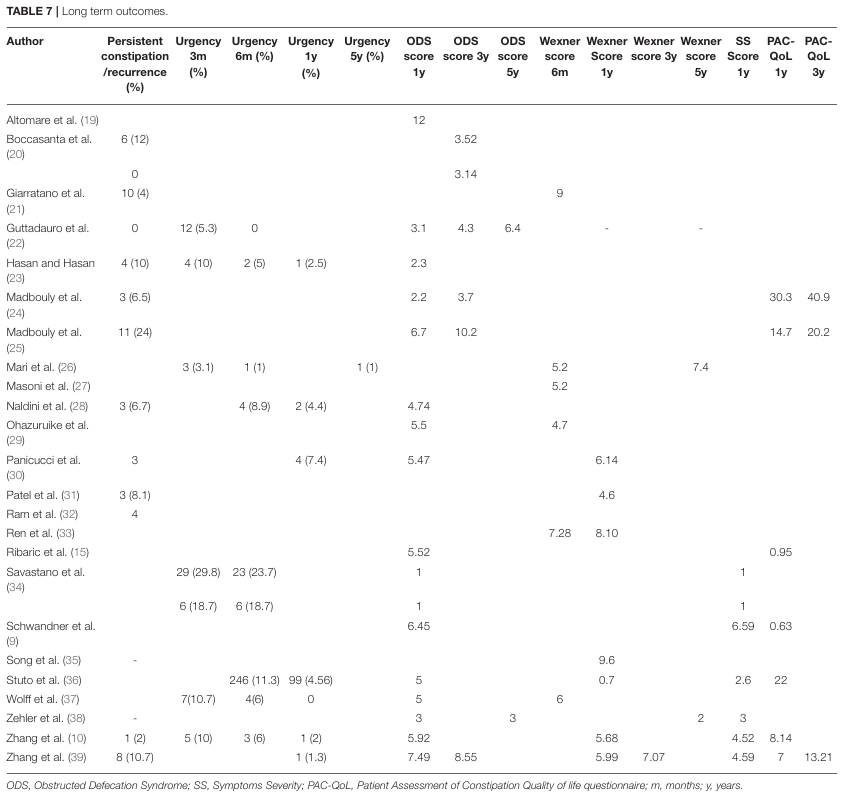 TABLE 7 | Long term outcomes.
Author Persistent Urgency Urgency Urgency Urgency ODS ODS ODS Wexner Wexner Wexner Wexner SS PAC- PAC-
constipation 3m 6m (%) 1y 5y (%) score score 3y score score Score score 3y score Score QoL QoL
/recurrence (%) (%) 1y 5y 6m 1y 5y 1y 1y 3y
(%)
Altomare et al. (19) 12
Boccasanta et al. 6 (12) 3.52
(20)
0 3.14
Giarratano et al. 10 (4) 9
(21)
Guttadauro et al. 0 12 (5.3) 0 3.1 4.3 6.4 - -
(22)
Hasan and Hasan 4 (10) 4 (10) 2 (5) 1 (2.5) 2.3
(23)
Madbouly et al. 3 (6.5) 2.2 3.7 30.3 40.9
(24)
Madbouly et al. 11 (24) 6.7 10.2 14.7 20.2
(25)
Mari et al. (26) 3 (3.1) 1 (1) 1 (1) 5.2 7.4
Masoni et al. (27) 5.2
Naldini et al. (28) 3 (6.7) 4 (8.9) 2 (4.4) 4.74
Ohazuruike et al. 5.5 4.7
(29)
Panicucci et al. 3 4 (7.4) 5.47 6.14
(30)
Patel et al. (31) 3 (8.1) 4.6
Ram et al. (32) 4
Ren et al. (33) 7.28 8.10
Ribaric et al. (15) 5.52 0.95
Savastano et al. 29 (29.8) 23 (23.7) 1 1
(34)
6 (18.7) 6 (18.7) 1 1
Schwandner et al. 6.45 6.59 0.63
(9)
Song et al. (35) - 9.6
Stuto et al. (36) 246 (11.3) 99 (4.56) 5 0.7 2.6 22
Wolff et al. (37) 7(10.7) 4(6) 0 5 6
Zehler et al. (38) - 3 3 2 3
Zhang et al. (10) 1 (2) 5 (10) 3 (6) 1 (2) 5.92 5.68 4.52 8.14
Zhang et al. (39) 8 (10.7) 1 (1.3) 7.49 8.55 5.99 7.07 4.59 7 13.21
ODS, Obstructed Defecation Syndrome; SS, Symptoms Severity; PAC-QoL, Patient Assessment of Constipation Quality of life questionnaire; m, months; y, years.